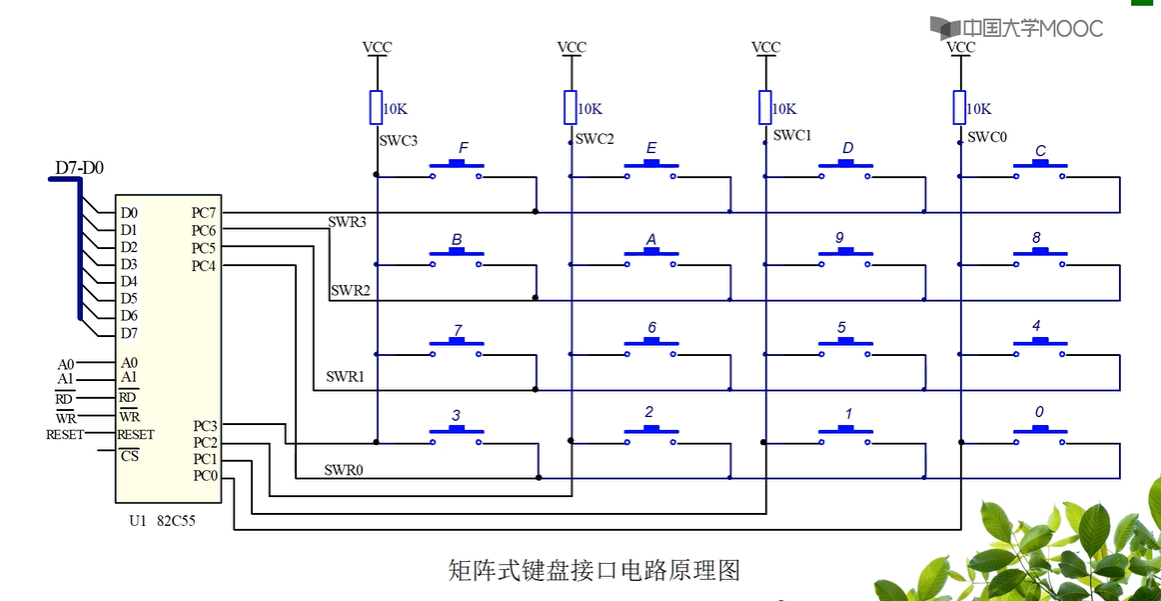 中国大学MOOC
VCC VCC VCC VCC
10K 10K 10K 10K
SWC3 SWC2 SWC1 SWC0
F E D C
D7-D0
D0 PC7
SWR3
D1 PC6
D2 PC5
D3 PC4
D4
D5
D6
D7
B A 9 8
SWR2
7 6 5 4
A0 A0
A1 A1
SWR1
RD RD
WR WR
3 2 1 0
RESET RESET
CS
PC3
PC2
PC1
PC0
SWR0
U1 82C55
矩阵式键盘接口电路原理图